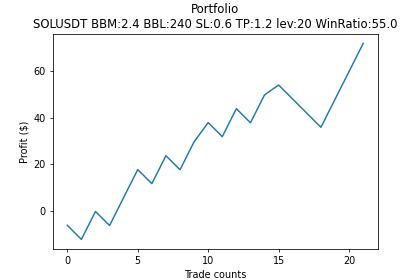 Portfolio
SOLUSDT BBM:2.4 BBL:240 SL:0.6 TP:1.2 lev:20 WinRatio:55.0
60
40
20
0
Profit ($)
0 5 10 15 20
Trade counts